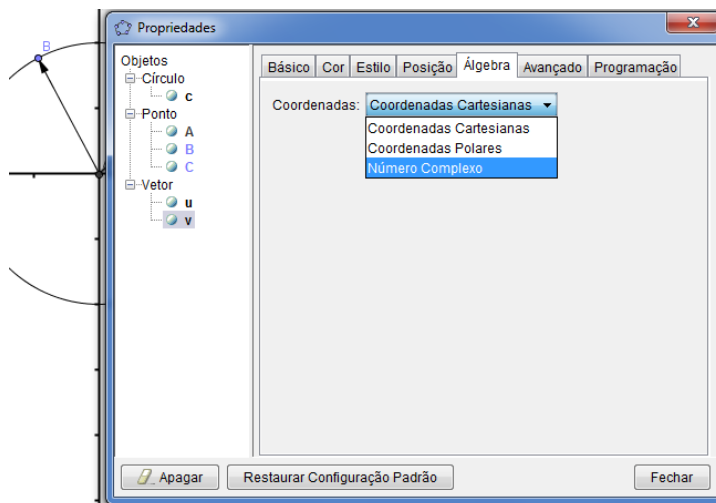 Propriedades
B
Objetos
Círculo
c
Ponto
A
B
C
Vetor
u
v
Básico Cor Estilo Posição Álgebra Avançado Programação
Coordenadas: Coordenadas Cartesianas
Coordenadas Cartesianas
Coordenadas Polares
Número Complexo
Apagar Restaurar Configuração Padrão Fechar